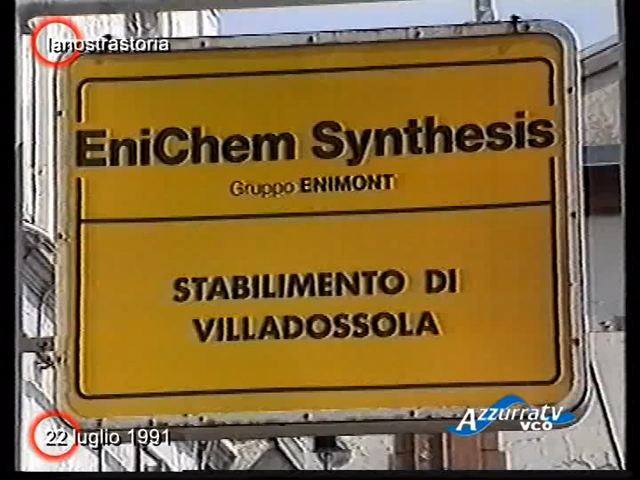 lanostrastoria
EniChem Synthesis
Gruppo ENIMONT
STABILIMENTO DI
VILLADOSSOLA
Azzurratv
VCO
22 luglio 1991